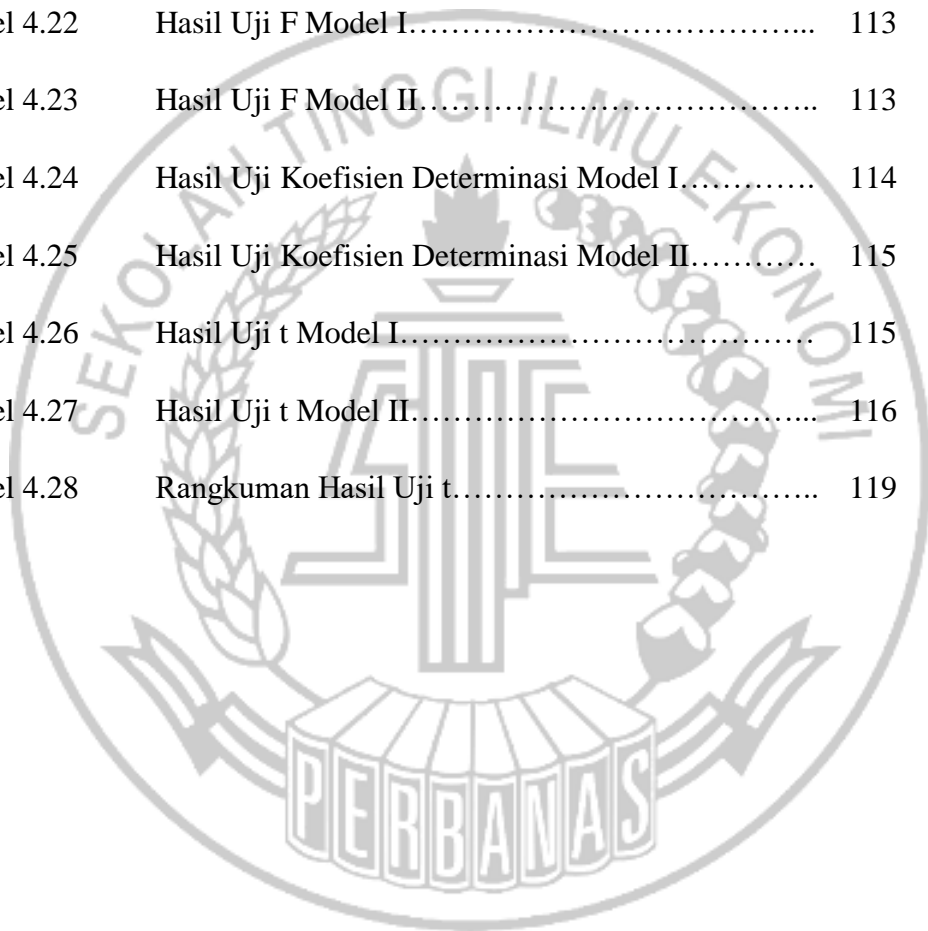 el 4.22 Hasil Uji F Model I………………………………... 113
el 4.23 Hasil Uji F Model II……………………………….. 113
el 4.24 Hasil Uji Koefisien Determinasi Model I…………. 114
el 4.25 Hasil Uji Koefisien Determinasi Model II………… 115
el 4.26 Hasil Uji t Model I………………………………… 115
el 4.27 Hasil Uji t Model II………………………………... 116
el 4.28 Rangkuman Hasil Uji t…………………………….. 119
SEKOLAH TINGGI ILMU EKONOMI
PERBANAS